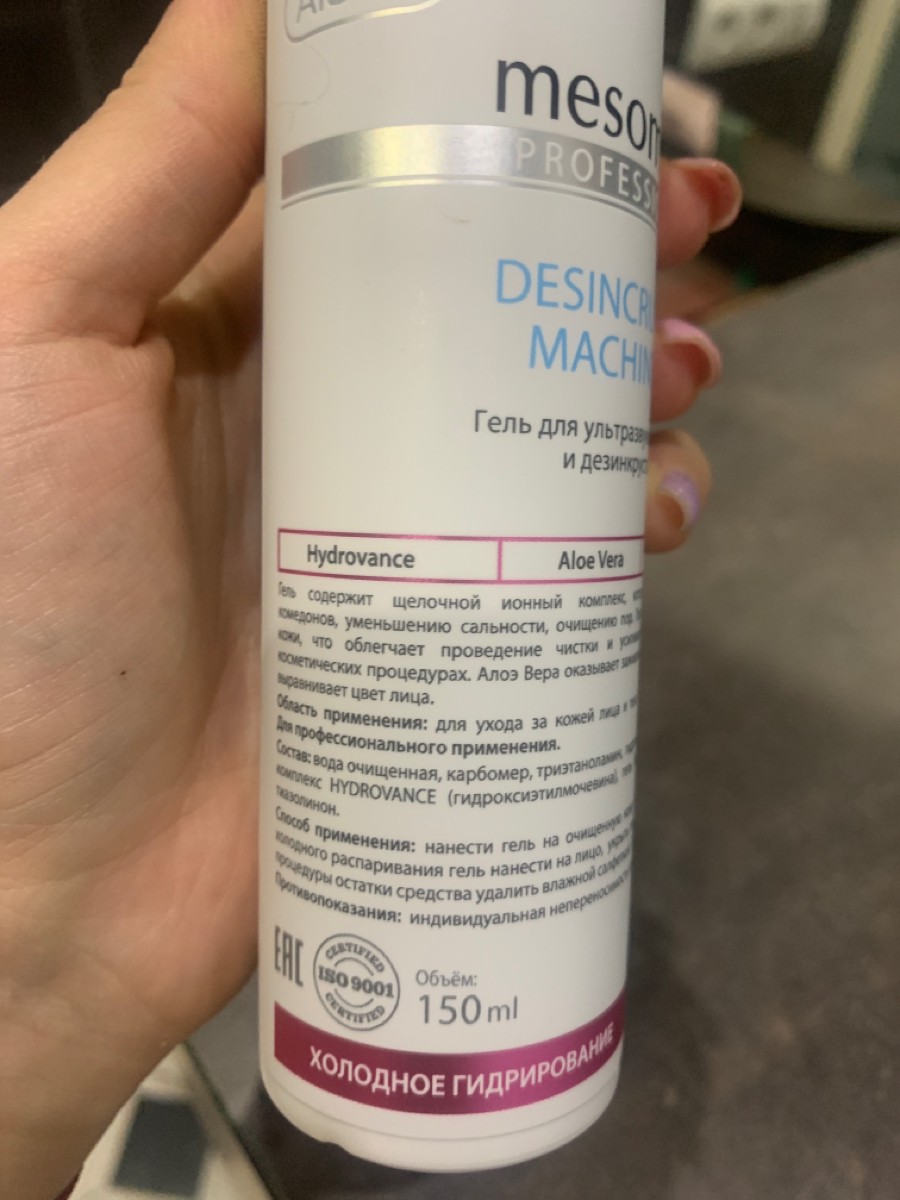 meso
PROFESSI
DESINCR
MACHIN
Гель для ультразву
и дезинкрус
Hydrovance
Aloe Vera
Гель содержит щелочной ионный комплекс,
комедонов, уменьшению сальности, очищению пор.
кожи, что облегчает проведение чистки и
косметических процедурах. Алоэ Вера оказывает
выравнивает цвет лица.
Область применения: для ухода за кожей лица и
Для профессионального применения.
Состав: вода очищенная, карбомер, триэтаноламин,
комплекс HYDROVANCE (гидроксиэтилмочевина),
тиазолинон.
Способ применения: нанести гель на очищенную
холодного распаривания гель нанести на лицо,
процедуры остатки средства удалить влажной
Противопоказания: индивидуальная непереносимость
EAC
CERTIFIED
ISO 9001
CERTIFIED
Объём:
150 ml
ХОЛОДНОЕ ГИДРИРОВАНИЕ